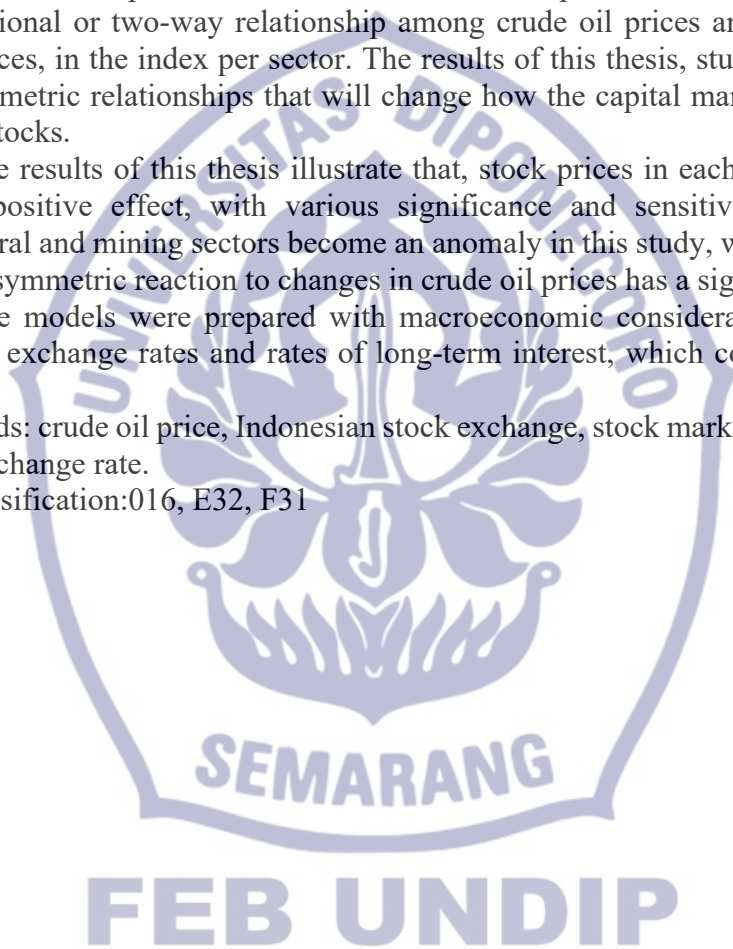 ional or two-way relationship among crude oil prices an
ces, in the index per sector. The results of this thesis, stu
metric relationships that will change how the capital mar
tocks.
e results of this thesis illustrate that, stock prices in each
positive effect, with various significance and sensitiv
ral and mining sectors become an anomaly in this study, w
symmetric reaction to changes in crude oil prices has a sig
e models were prepared with macroeconomic considera
exchange rates and rates of long-term interest, which co
ds: crude oil price, Indonesian stock exchange, stock mark
change rate.
sification:016, E32, F31
UNIVERSITAS DIPONEGORO
SEMARANG
FEB UNDIP